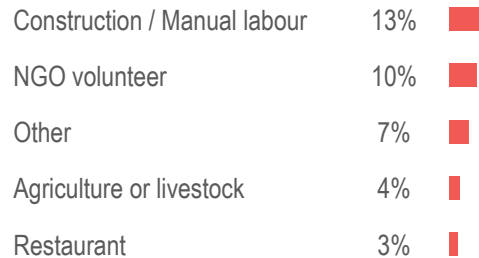 Construction / Manual labour 13%
NGO volunteer 10%
Other 7%
Agriculture or livestock 4%
Restaurant 3%